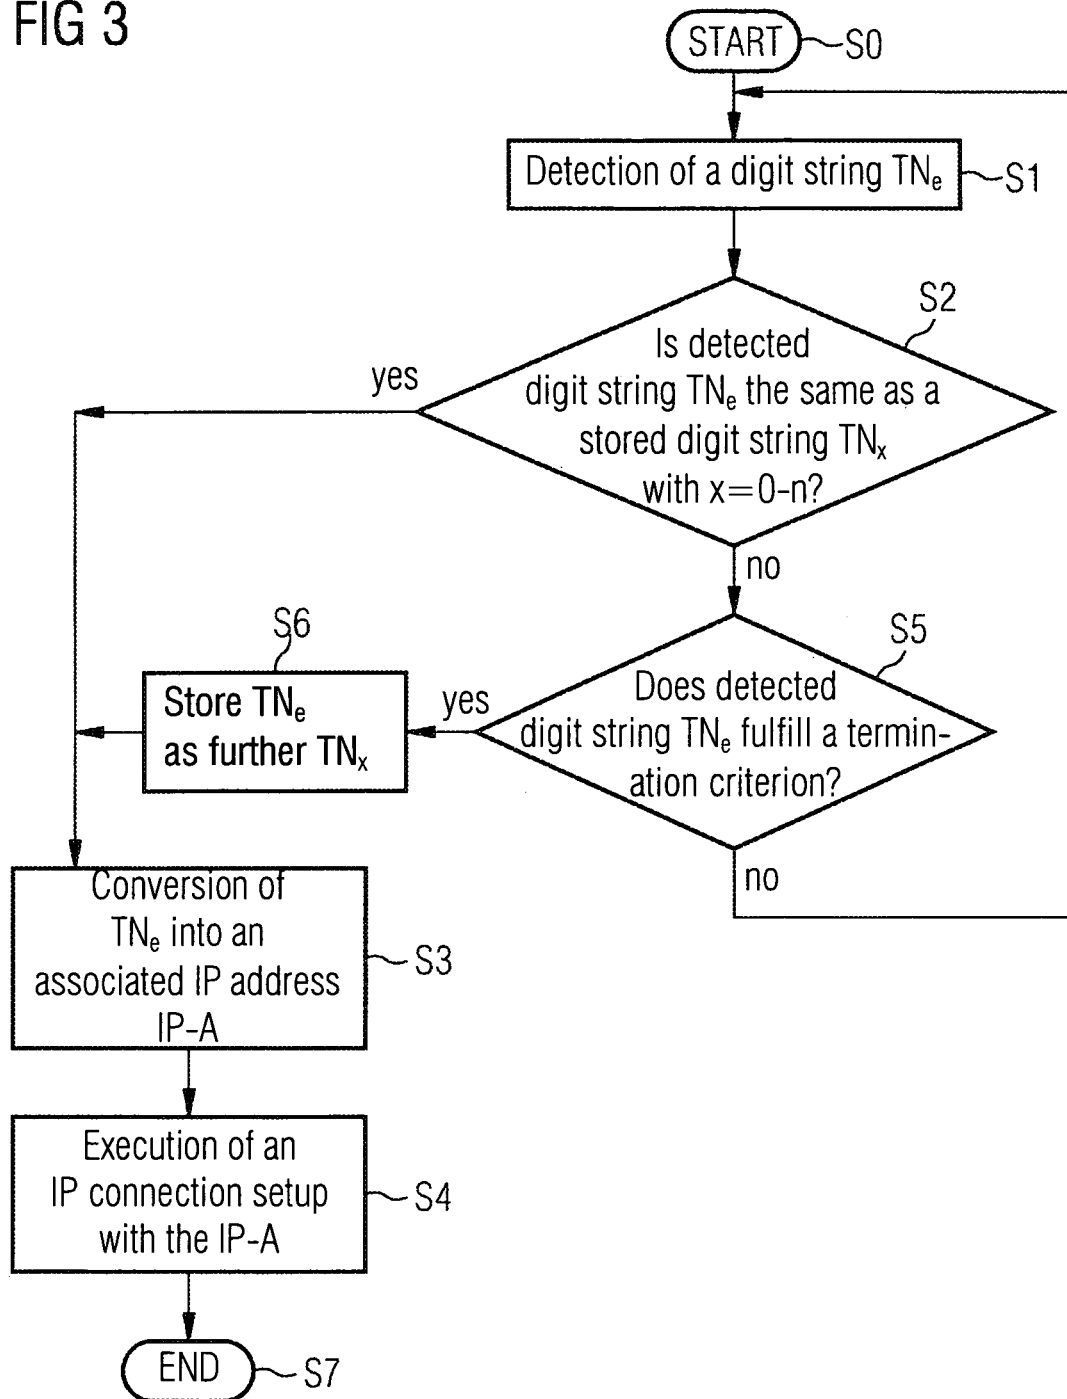 FIG 3
START
S0
Detection of a digit string TNe
S1
S2
Is detected
digit string TNe the same as a
stored digit string TNx
with x=0-n?
yes
no
S5
Does detected
digit string TNe fulfill a termin-
ation criterion?
yes
no
S6
Store TNe
as further TNx
Conversion of
TNe into an
associated IP address
IP-A
S3
Execution of an
IP connection setup
with the IP-A
S4
END
S7